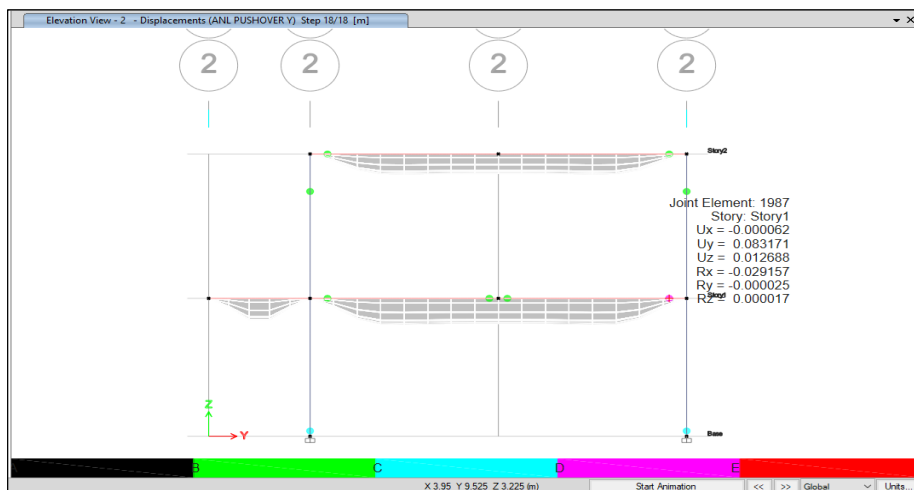 Elevation View - 2 - Displacements (ANL PUSHOVER Y) Step 18/18 [m]
2 2 2 2
Story2
Joint Element: 1987
Story: Story1
Ux = -0.000062
Uy = 0.083171
Uz = 0.012688
Rx = -0.029157
Ry = -0.000025
RZ = 0.000017
Z
Y
Base
A B C D E
X 3.95 Y 9.525 Z 3.225 (m) Start Animation << >> Global Units...